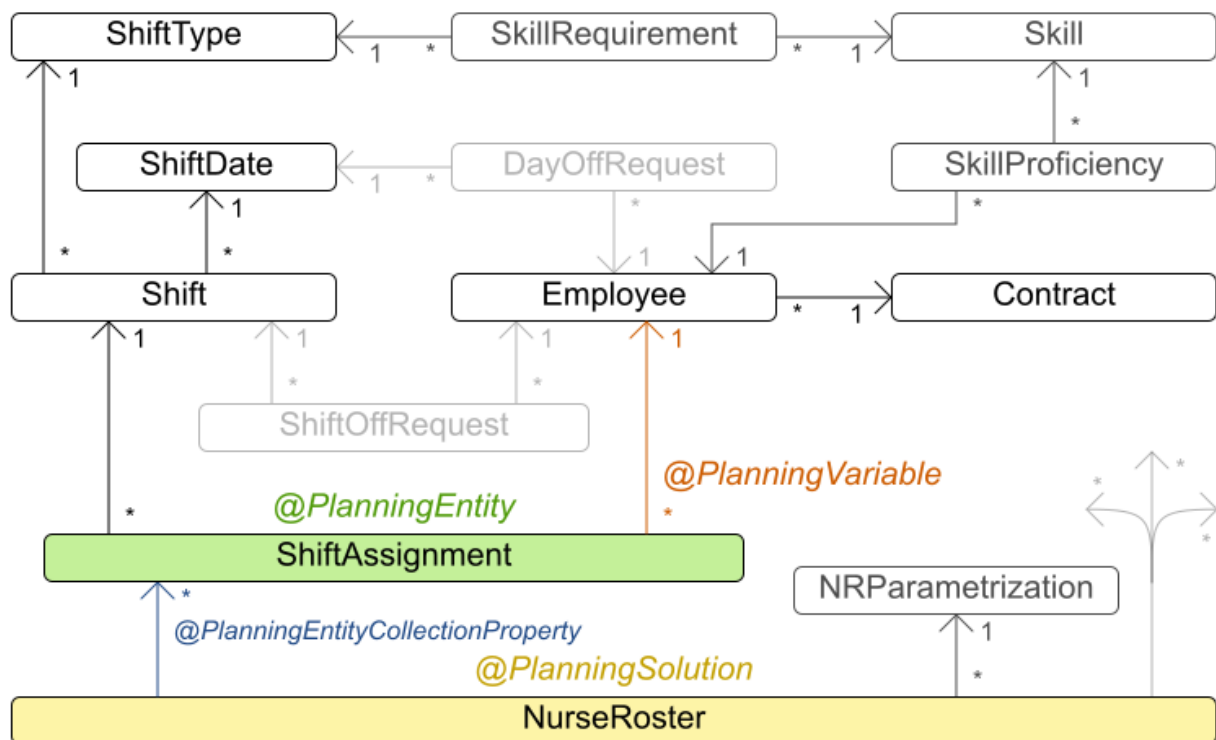 ShiftType
SkillRequirement
Skill
1 * * 1
1
1
ShiftDate
DayOffRequest
SkillProficiency
*
1 *
1
*
*
* *
1 1
Shift
Employee
Contract
* 1
1 1 1 1
* *
ShiftOffRequest
@PlanningVariable
* *
@PlanningEntity
* *
*
ShiftAssignment
NRParametrization
*
@PlanningEntityCollectionProperty
1
@PlanningSolution
*
NurseRoster